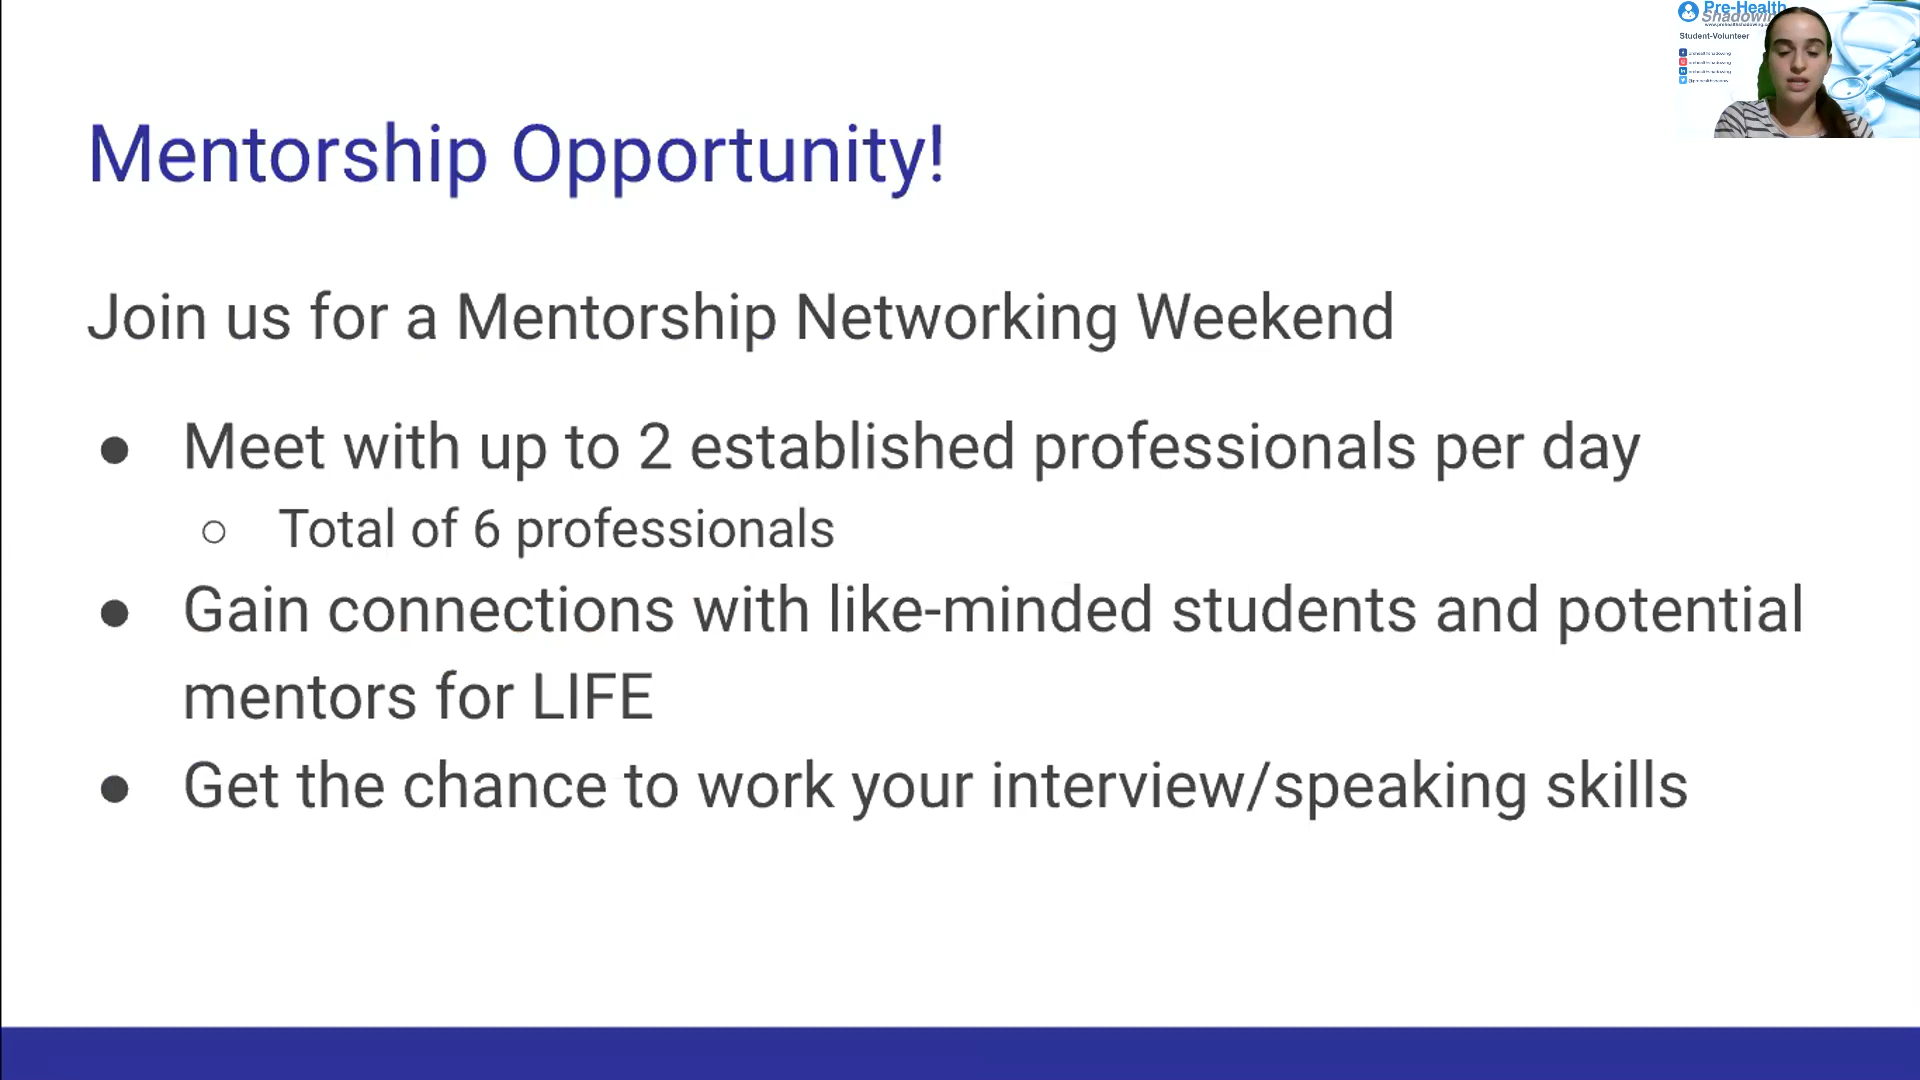 Mentorship Opportunity!
Join us for a Mentorship Networking Weekend
● Meet with up to 2 established professionals per day
○ Total of 6 professionals
● Gain connections with like-minded students and potential
mentors for LIFE
● Get the chance to work your interview/speaking skills
Pre-Health
Student-Volunteer